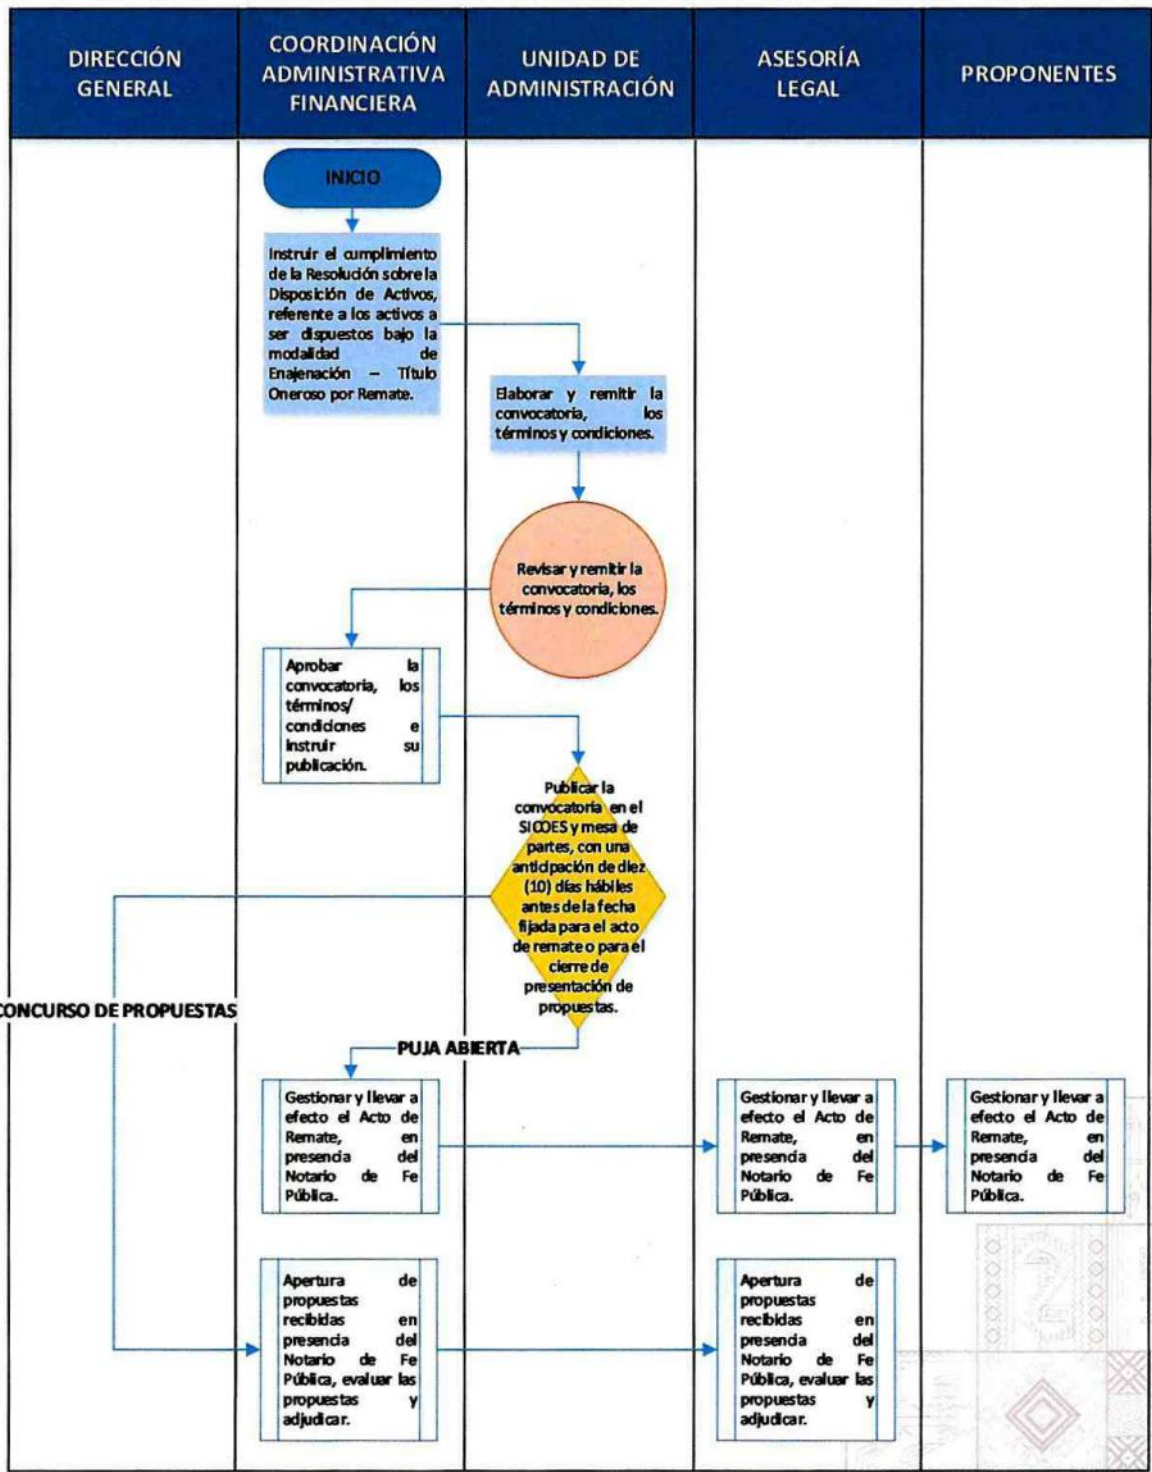 DIRECCIÓN
GENERAL
COORDINACIÓN
ADMINISTRATIVA
FINANCIERA
UNIDAD DE
ADMINISTRACIÓN
ASESORÍA
LEGAL
PROPONENTES
INICIO
Instruir el cumplimiento
de la Resolución sobre la
Disposición de Activos,
referente a los activos a
ser dispuestos bajo la
modalidad de
Enajenación – Título
Oneroso por Remate.
Elaborar y remitir la
convocatoria, los
términos y condiciones.
Revisar y remitir la
convocatoria, los
términos y condiciones.
Aprobar la
convocatoria, los
términos/
condiciones e
instruir su
publicación.
Publicar la
convocatoria en el
SICOES y mesa de
partes, con una
anticipación de diez
(10) días hábiles
antes de la fecha
fijada para el acto
de remate o para el
cierre de
presentación de
propuestas.
CONCURSO DE PROPUESTAS
PUJA ABIERTA
Gestionar y llevar a
efecto el Acto de
Remate, en
presencia del
Notario de Fe
Pública.
Gestionar y llevar a
efecto el Acto de
Remate, en
presencia del
Notario de Fe
Pública.
Gestionar y llevar a
efecto el Acto de
Remate, en
presencia del
Notario de Fe
Pública.
Apertura de
propuestas
recibidas en
presencia del
Notario de Fe
Pública, evaluar las
propuestas y
adjudicar.
Apertura de
propuestas
recibidas en
presencia del
Notario de Fe
Pública, evaluar las
propuestas y
adjudicar.